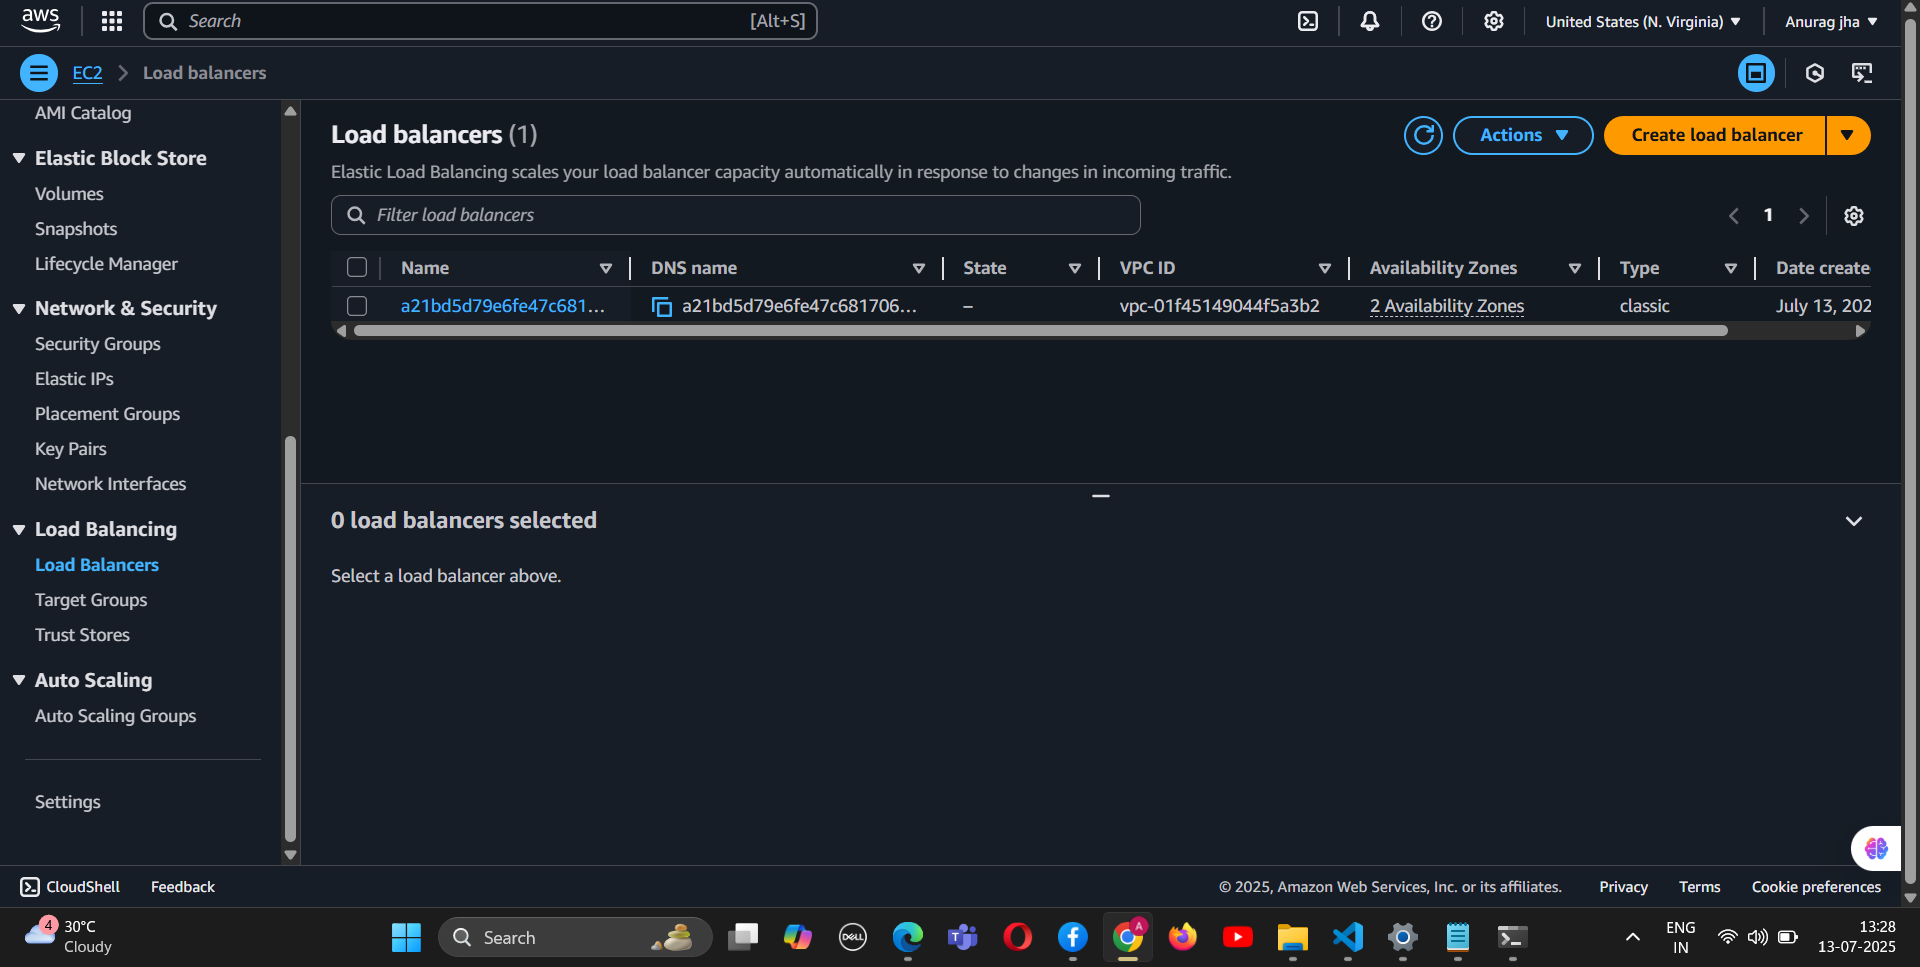 aws
Search
[Alt+S]
United States (N. Virginia)
Anurag jha
EC2
Load balancers
AMI Catalog
Elastic Block Store
Volumes
Snapshots
Lifecycle Manager
Network & Security
Security Groups
Elastic IPs
Placement Groups
Key Pairs
Network Interfaces
Load Balancing
Load Balancers
Target Groups
Trust Stores
Auto Scaling
Auto Scaling Groups
Settings
Load balancers (1)
Actions
Create load balancer
Elastic Load Balancing scales your load balancer capacity automatically in response to changes in incoming traffic.
Filter load balancers
1
Name DNS name State VPC ID Availability Zones Type Date create
a21bd5d79e6fe47c681... a21bd5d79e6fe47c681706... – vpc-01f45149044f5a3b2 2 Availability Zones classic July 13, 202
0 load balancers selected
Select a load balancer above.
CloudShell
Feedback
© 2025, Amazon Web Services, Inc. or its affiliates.
Privacy
Terms
Cookie preferences
4
30°C
Cloudy
Search
DELL
A
ENG
IN
13:28
13-07-2025